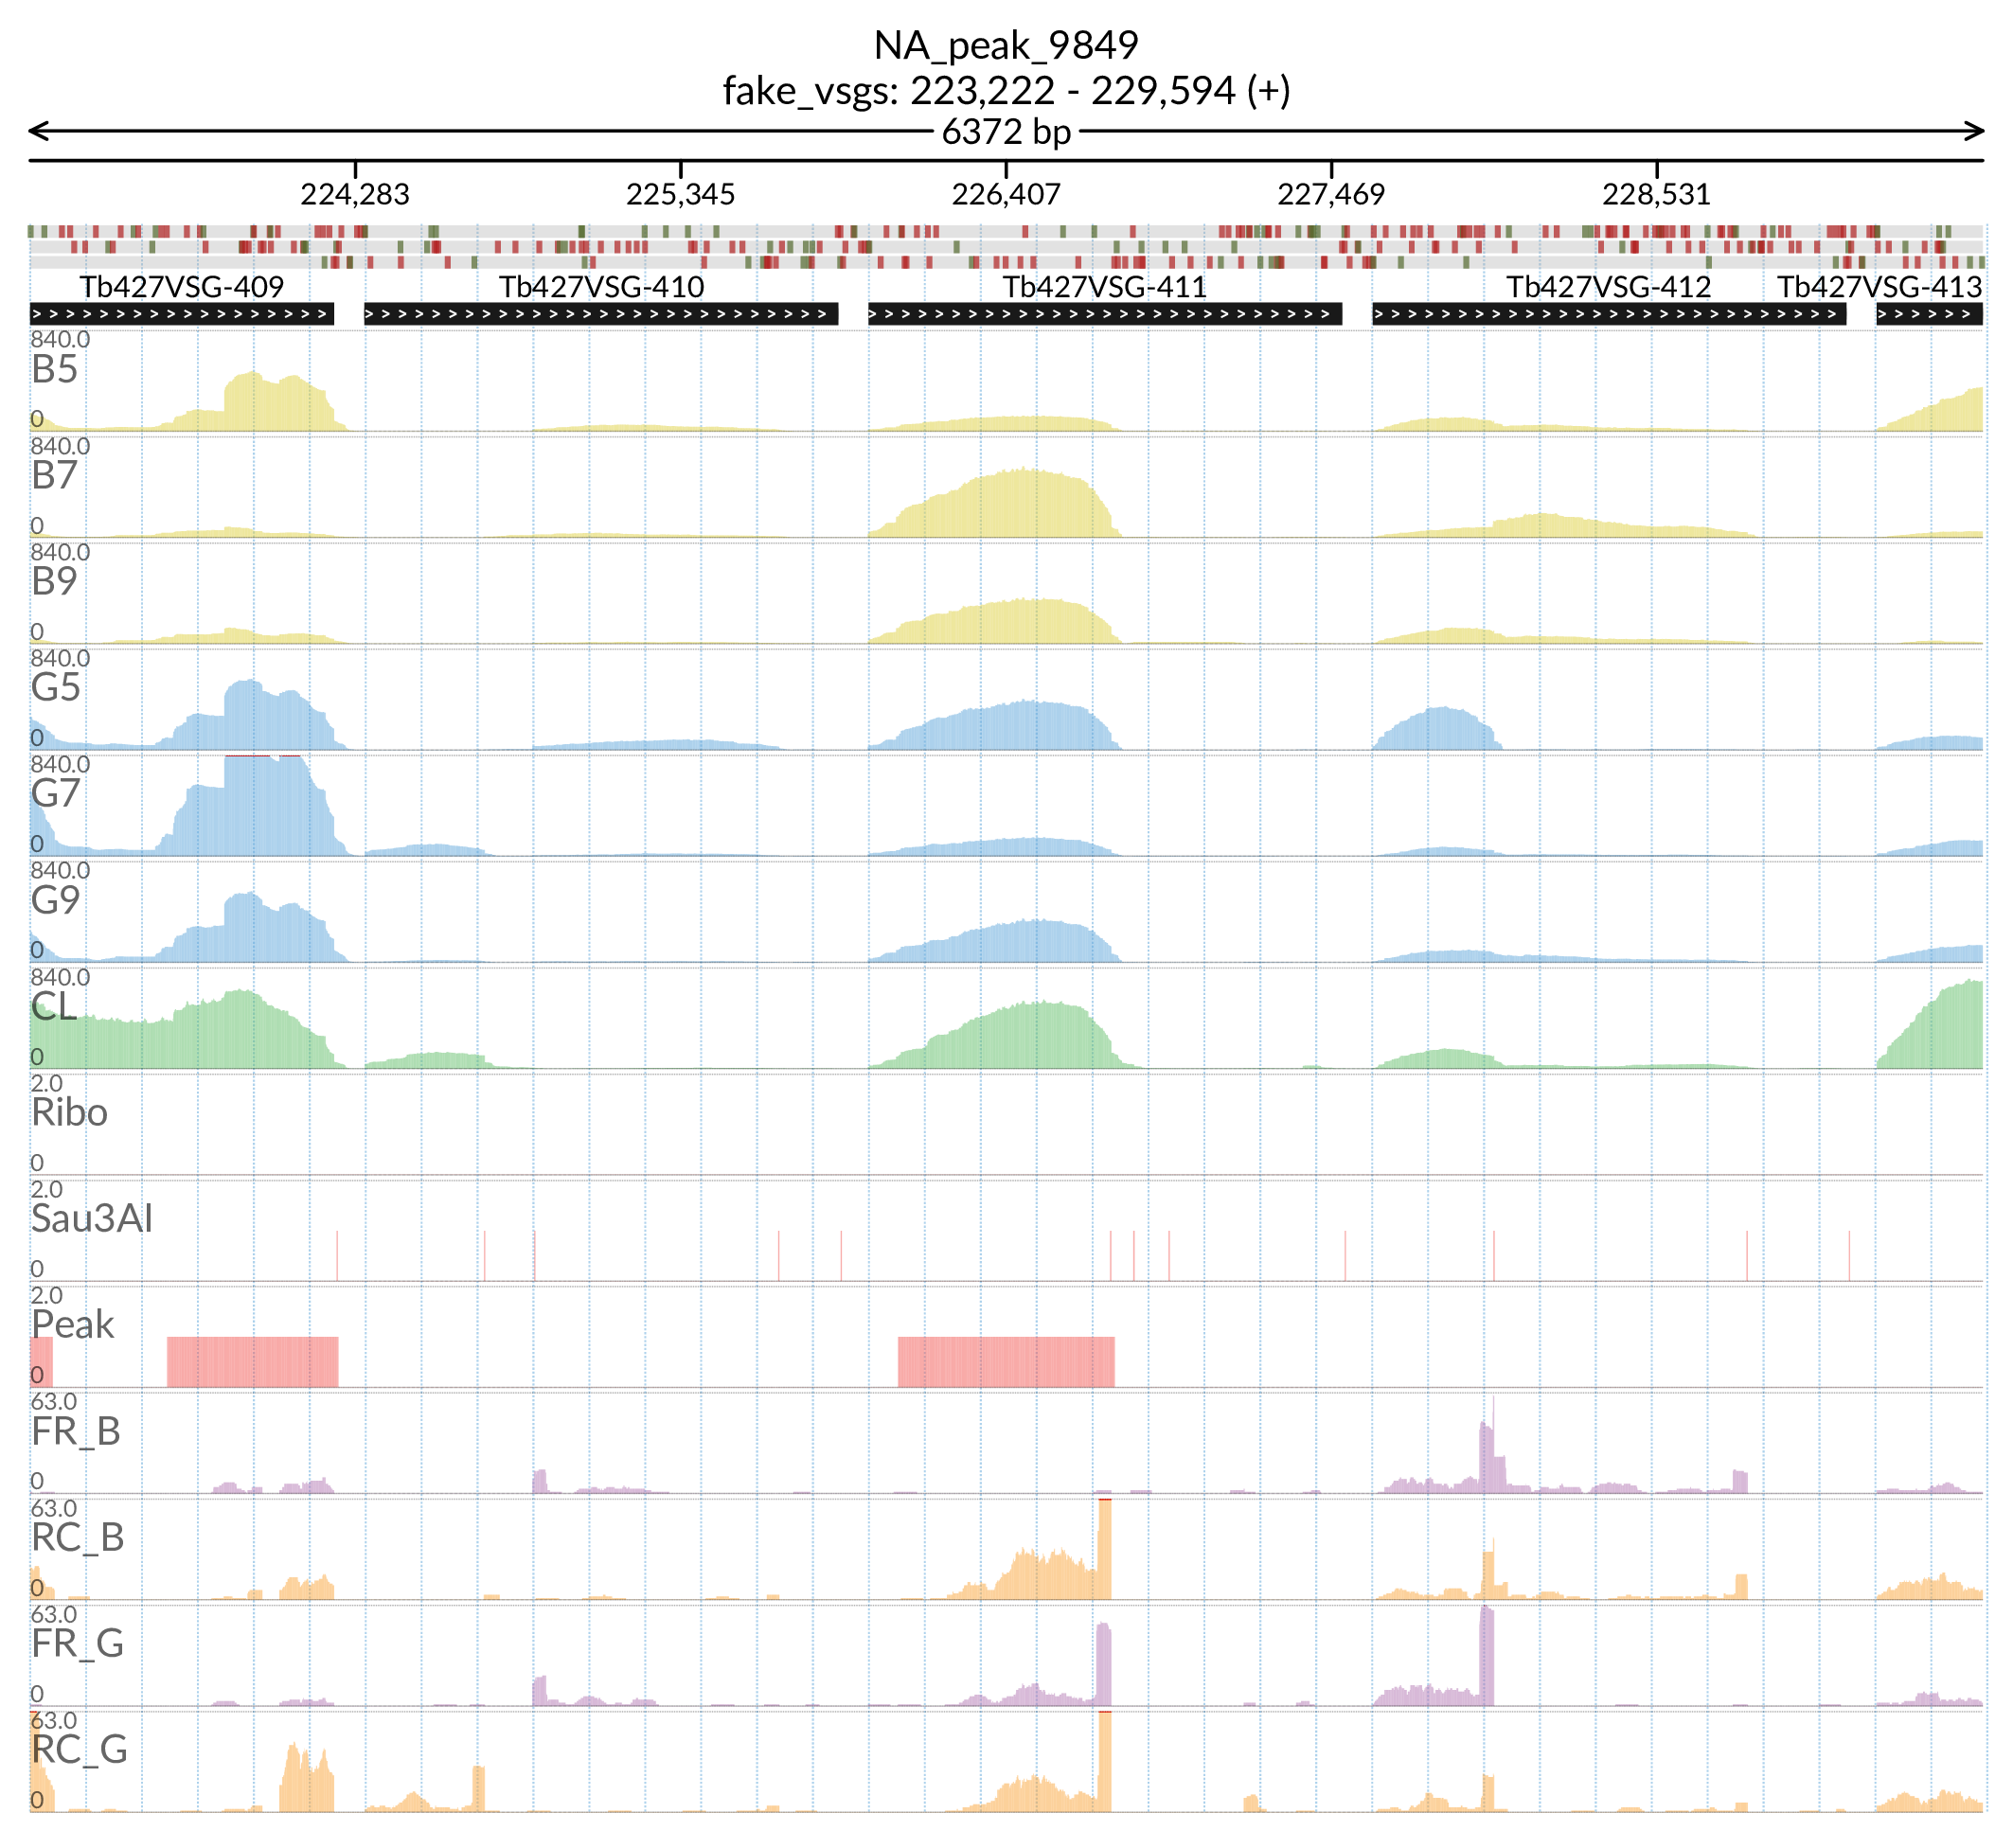 NA_peak_9849
fake_vsgs: 223,222 - 229,594 (+)
6372 bp
224,283 225,345 226,407 227,469 228,531
Tb427VSG-409 Tb427VSG-410 Tb427VSG-411 Tb427VSG-412 Tb427VSG-413
840.0
B5
0
840.0
B7
0
840.0
B9
0
840.0
G5
0
840.0
G7
0
840.0
G9
0
840.0
CL
0
2.0
Ribo
0
2.0
Sau3AI
0
2.0
Peak
0
63.0
FR_B
0
63.0
RC_B
0
63.0
FR_G
0
63.0
RC_G
0